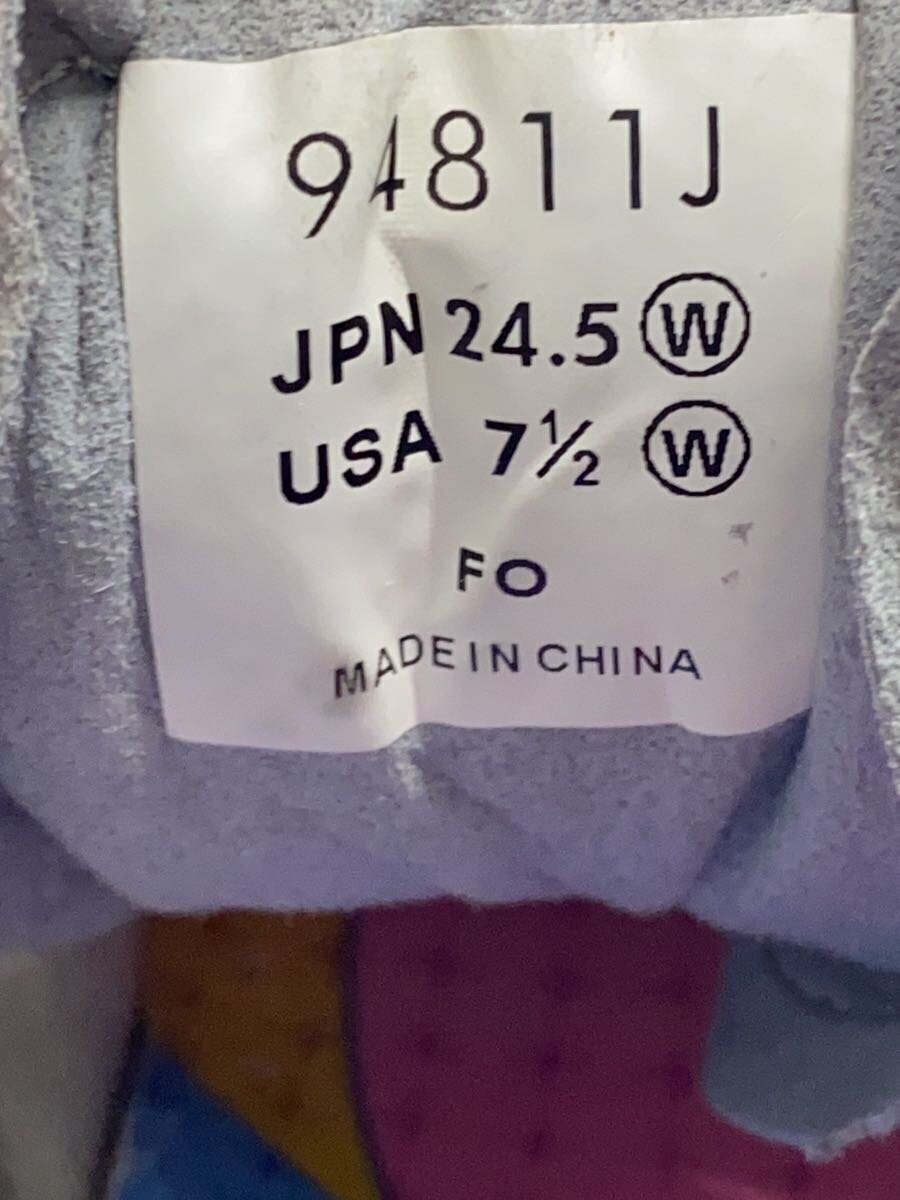 94811J
JPN 24.5 Ⓦ
USA 7½ Ⓦ
FO
MADE IN CHINA